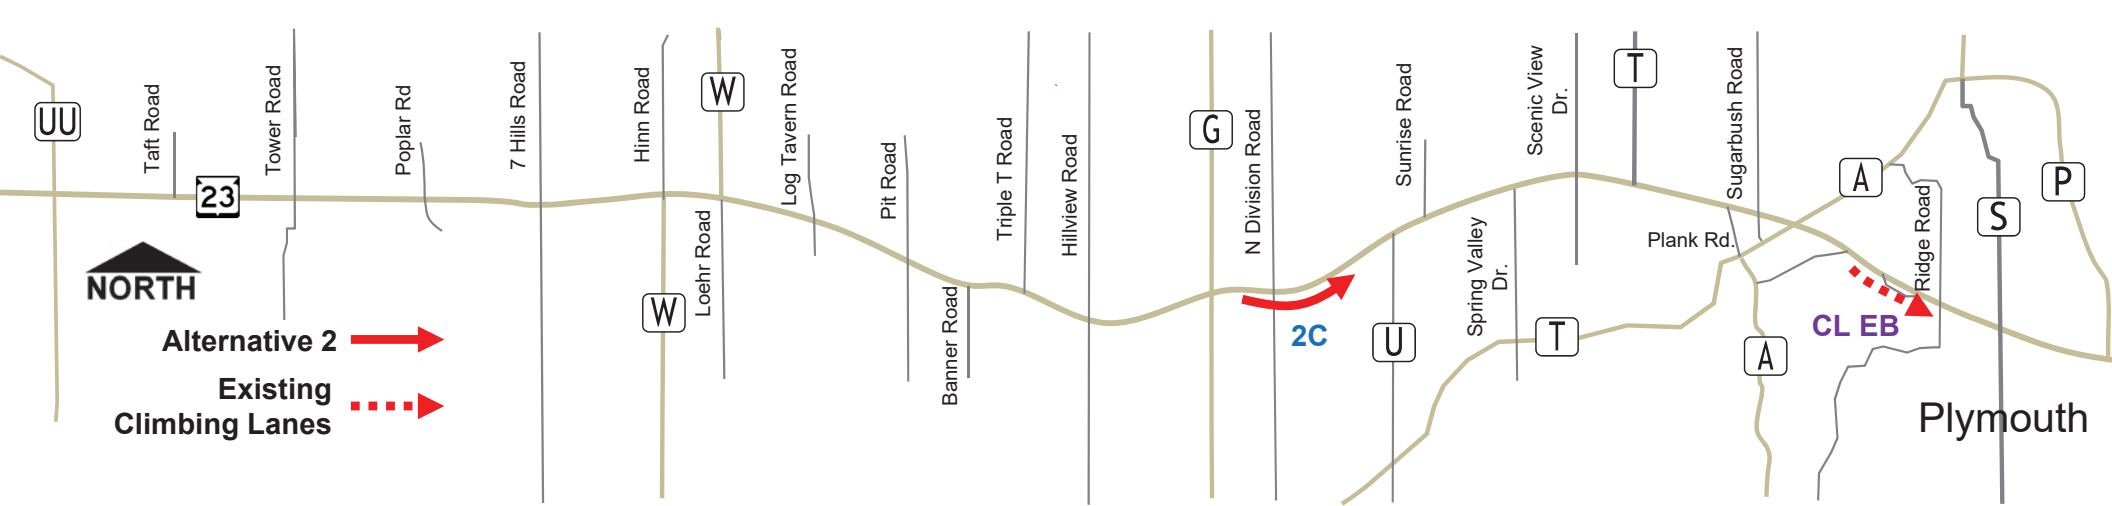 UU
Taft Road
23
Tower Road
Poplar Rd
7 Hills Road
Hinn Road
W
W
Loehr Road
Log Tavern Road
Pit Road
Banner Road
Triple T Road
Hillview Road
G
N Division Road
2C
U
Sunrise Road
Spring Valley
Dr.
Scenic View
Dr.
T
T
Plank Rd.
Sugarbush Road
A
A
CL EB
Ridge Road
S
P
Plymouth
NORTH
Alternative 2
Existing
Climbing Lanes